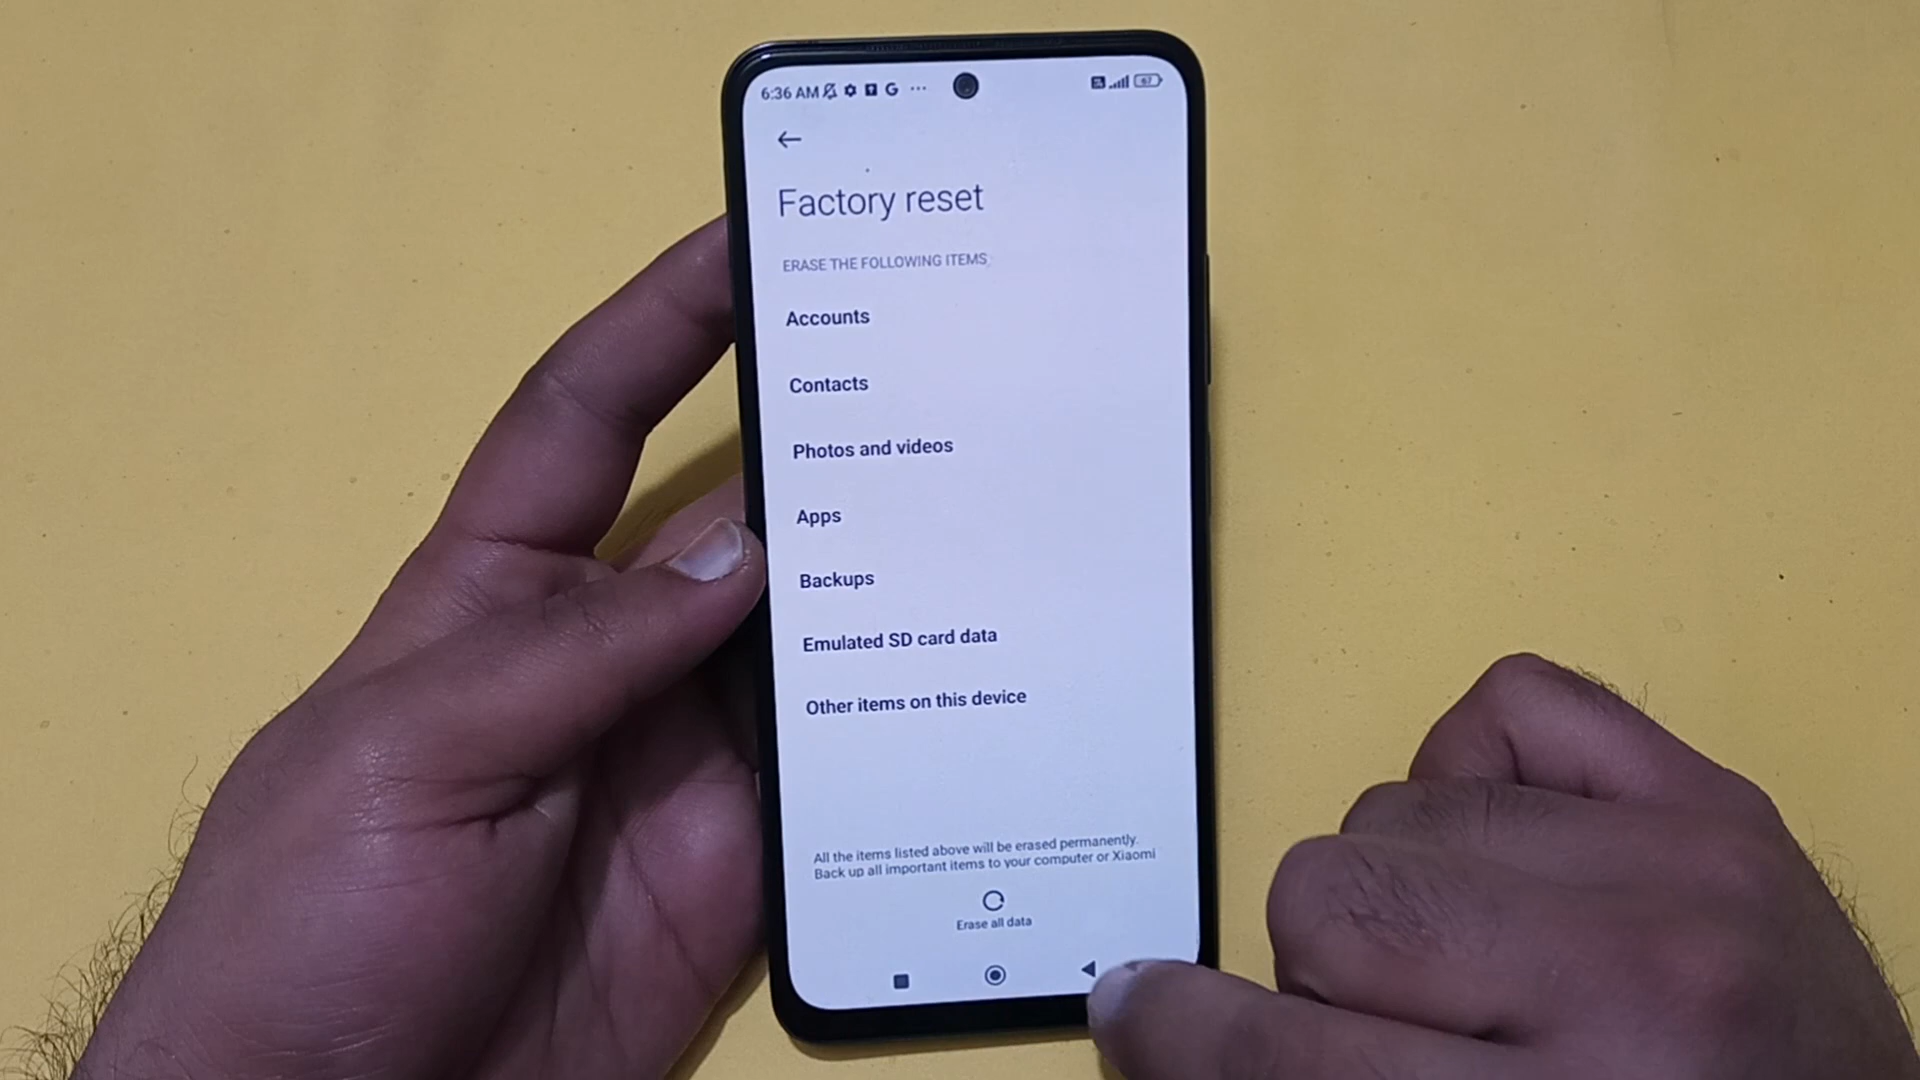 6:36 AM G ...
67
Factory reset
ERASE THE FOLLOWING ITEMS
Accounts
Contacts
Photos and videos
Apps
Backups
Emulated SD card data
Other items on this device
All the items listed above will be erased permanently.
Back up all important items to your computer or Xiaomi
Erase all data